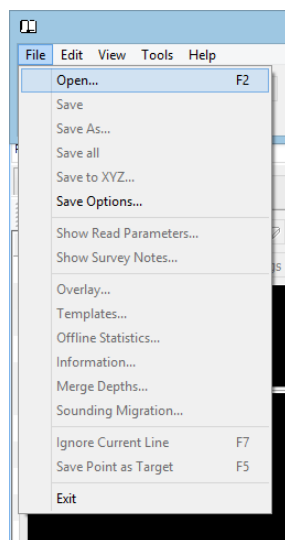 File Edit View Tools Help
Open... F2
Save
Save As...
Save all
Save to XYZ...
Save Options...
Show Read Parameters...
Show Survey Notes...
Overlay...
Templates...
Offline Statistics...
Information...
Merge Depths...
Sounding Migration...
Ignore Current Line F7
Save Point as Target F5
Exit